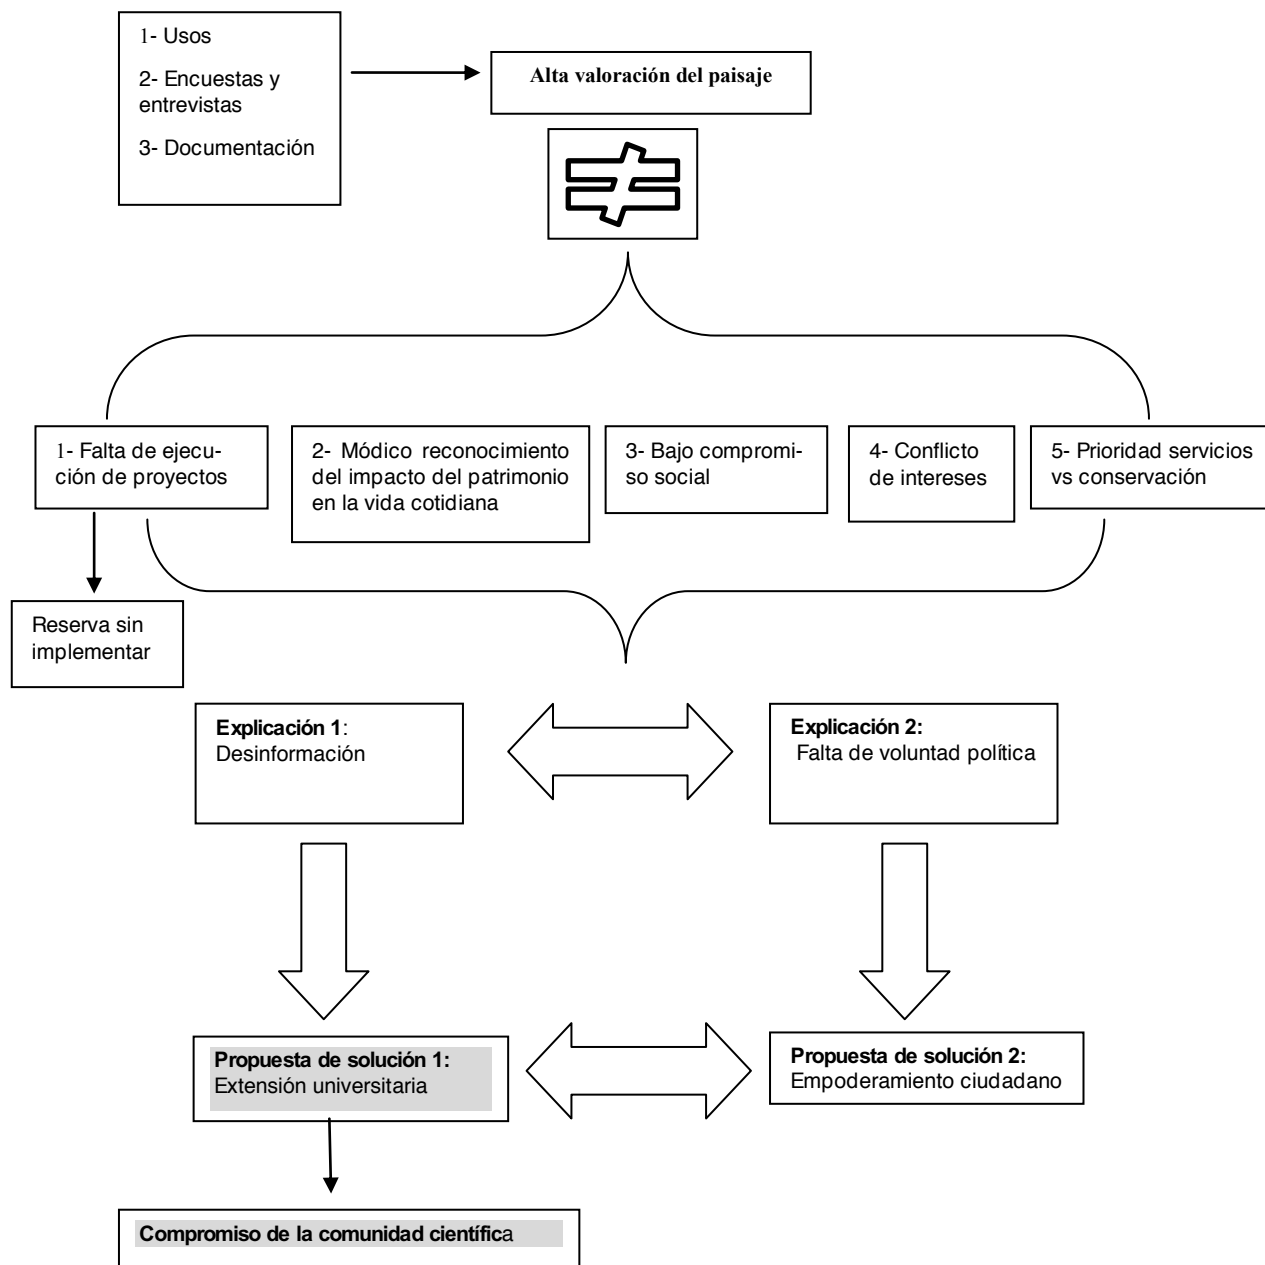 1- Usos
2- Encuestas y
entrevistas
3- Documentación
Alta valoración del paisaje
≠
1- Falta de ejecu-
ción de proyectos
2- Módico reconocimiento
del impacto del patrimonio
en la vida cotidiana
3- Bajo compromi-
so social
4- Conflicto
de intereses
5- Prioridad servicios
vs conservación
Reserva sin
implementar
Explicación 1:
Desinformación
Explicación 2:
Falta de voluntad política
Propuesta de solución 1:
Extensión universitaria
Propuesta de solución 2:
Empoderamiento ciudadano
Compromiso de la comunidad científica